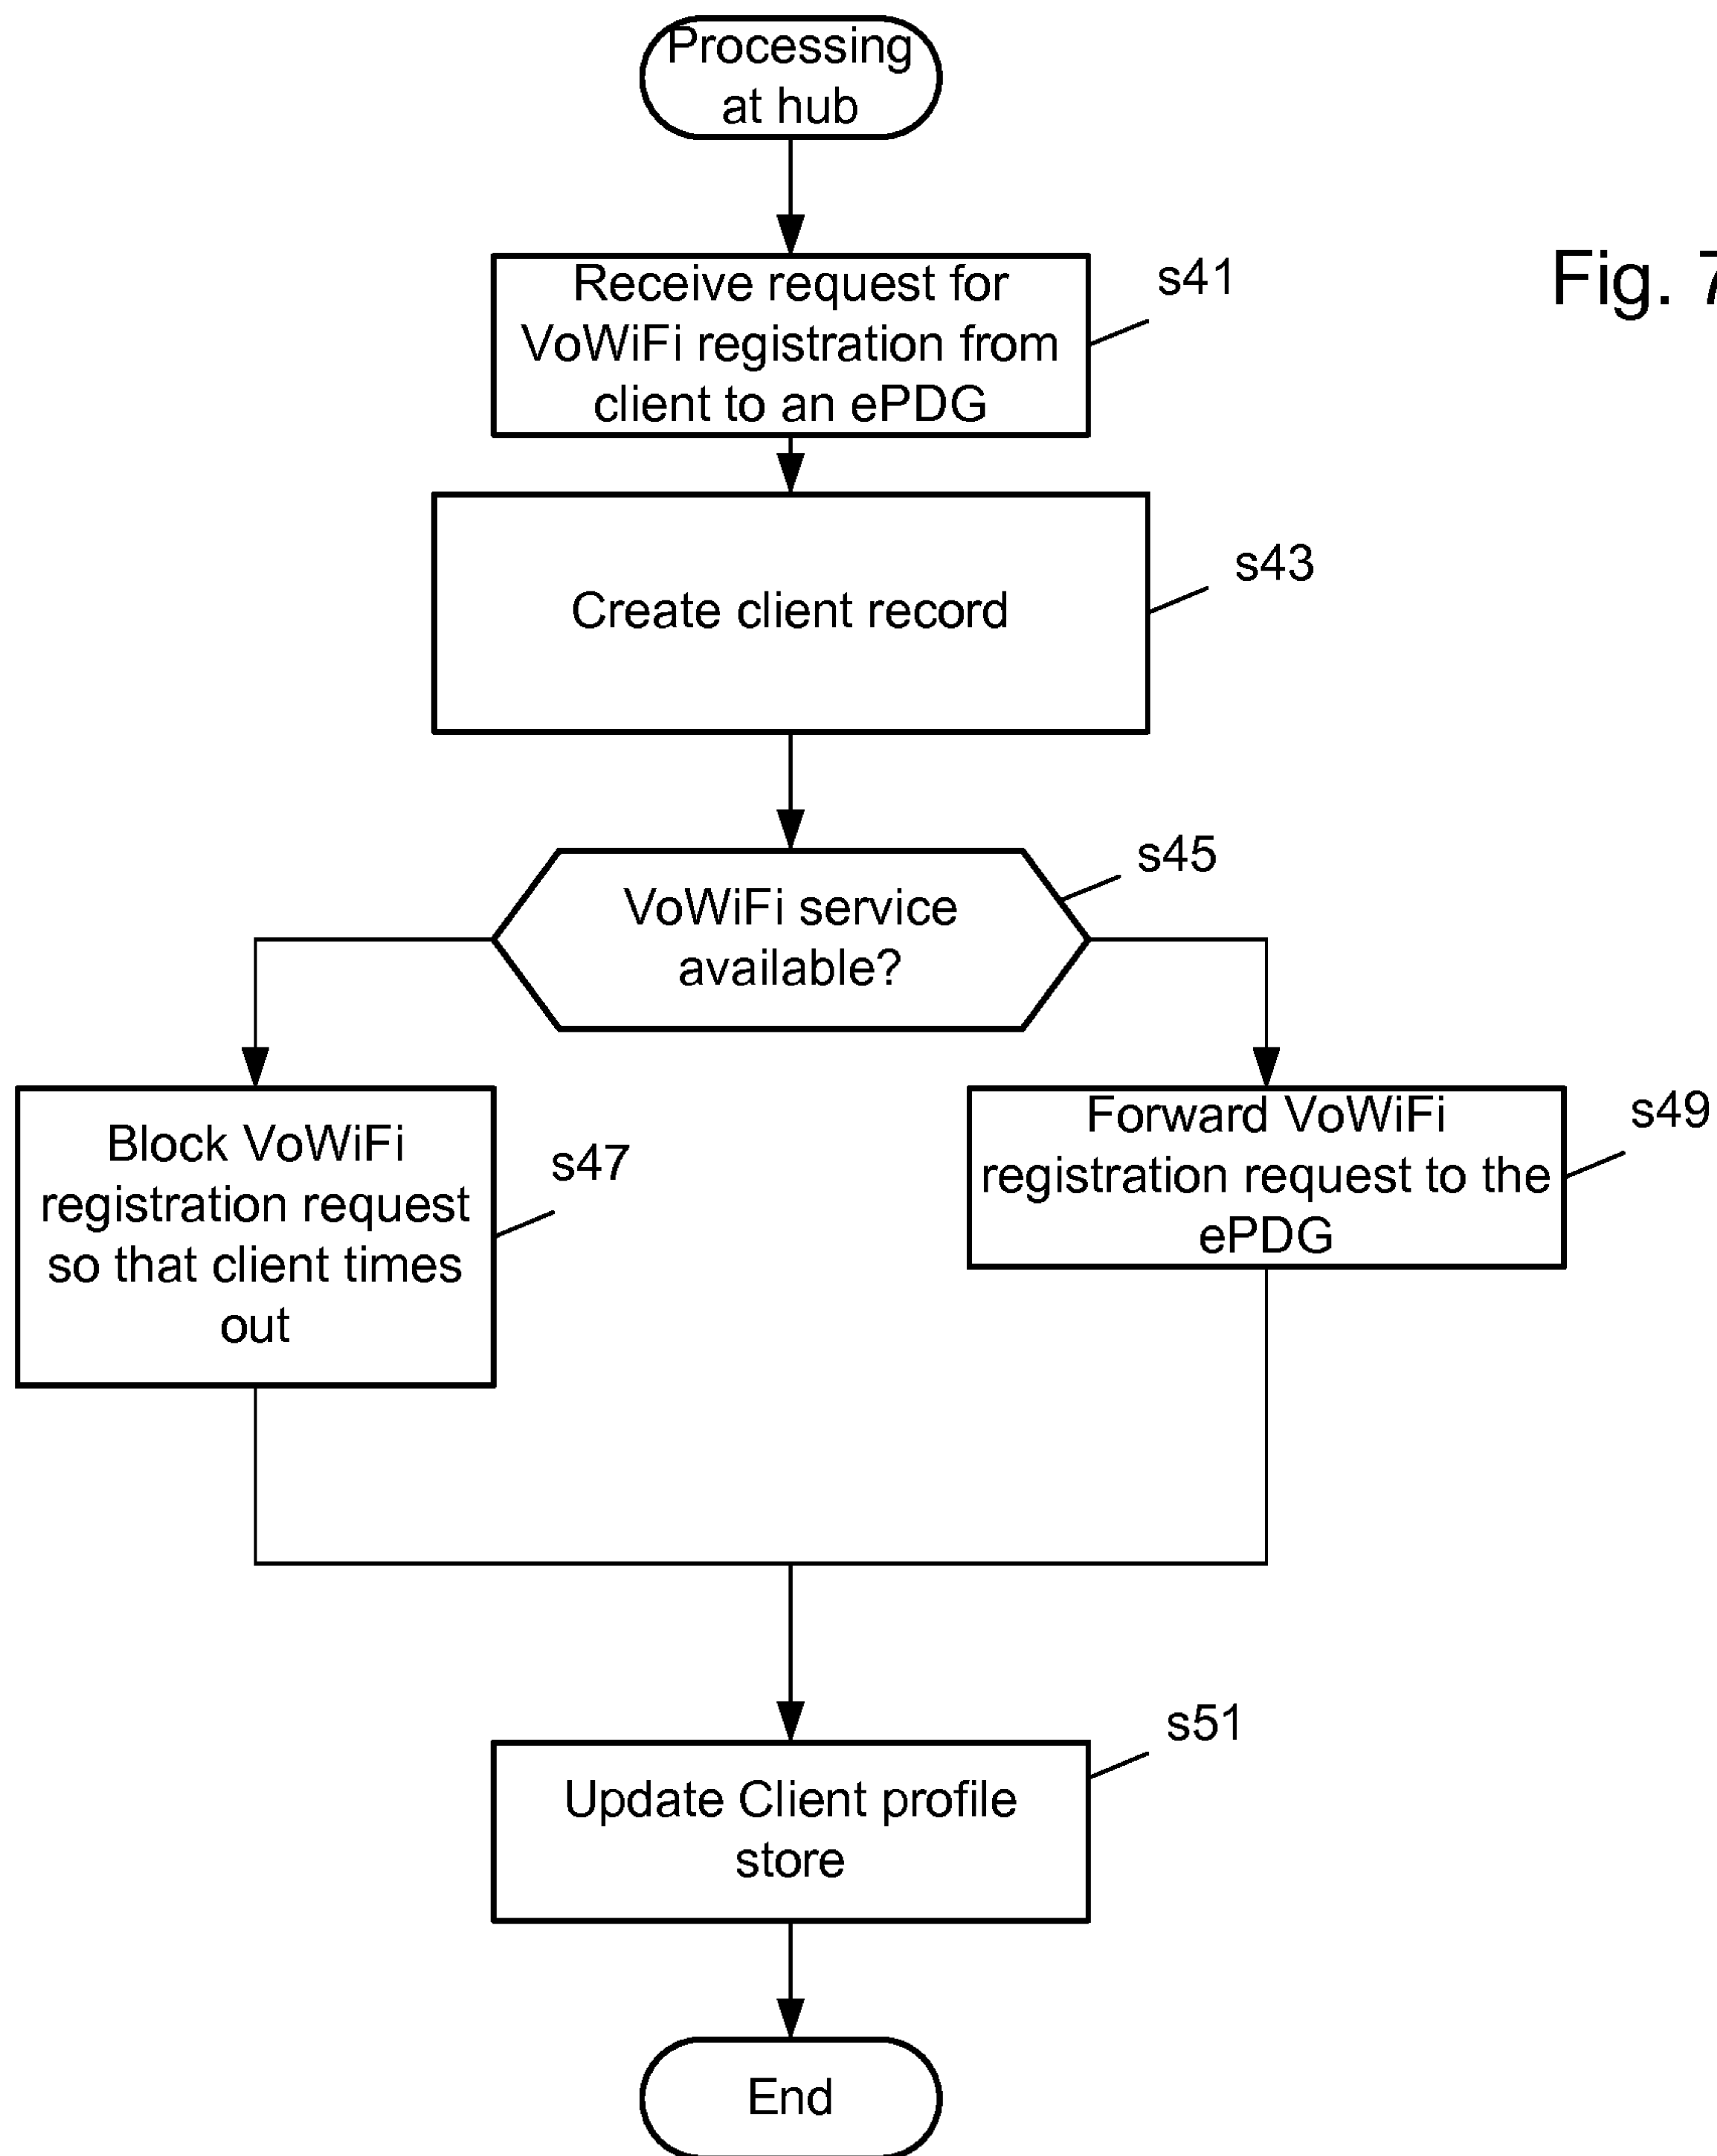 Processing
at hub
Fig. 7
Receive request for
VoWiFi registration from
client to an ePDG
s41
Create client record
s43
VoWiFi service
available?
s45
Block VoWiFi
registration request
so that client times
out
s47
Forward VoWiFi
registration request to the
ePDG
s49
Update Client profile
store
s51
End